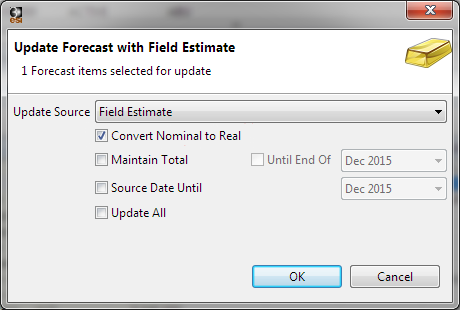 Update Forecast with Field Estimate
1 Forecast items selected for update
Update Source Field Estimate
Convert Nominal to Real
Maintain Total Until End Of Dec 2015
Source Date Until Dec 2015
Update All
OK Cancel